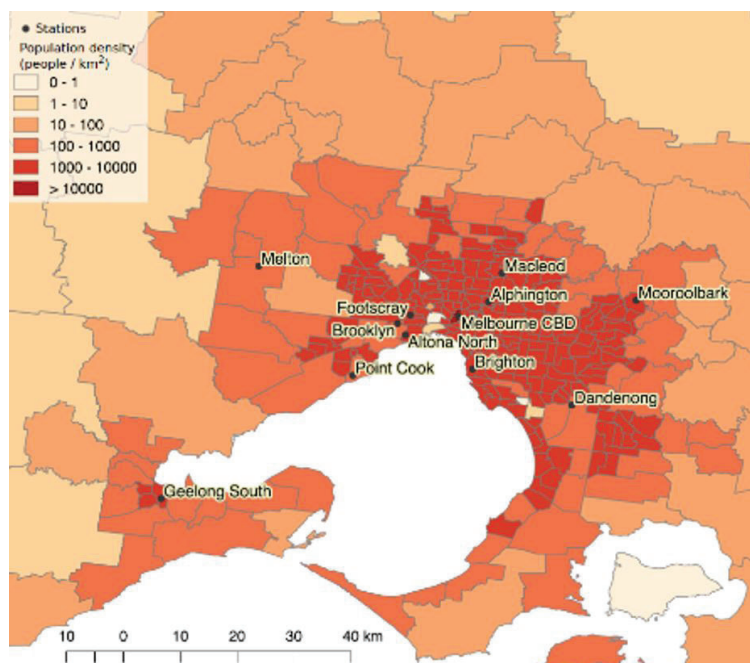 Stations
Population density
(people / km²)
0 - 1
1 - 10
10 - 100
100 - 1000
1000 - 10000
> 10000
Melton
Macleod
Mooroolbark
Alphington
Footscray
Melbourne CBD
Brooklyn
Altona North
Brighton
Point Cook
Dandenong
Geelong South
10 0 10 20 30 40 km